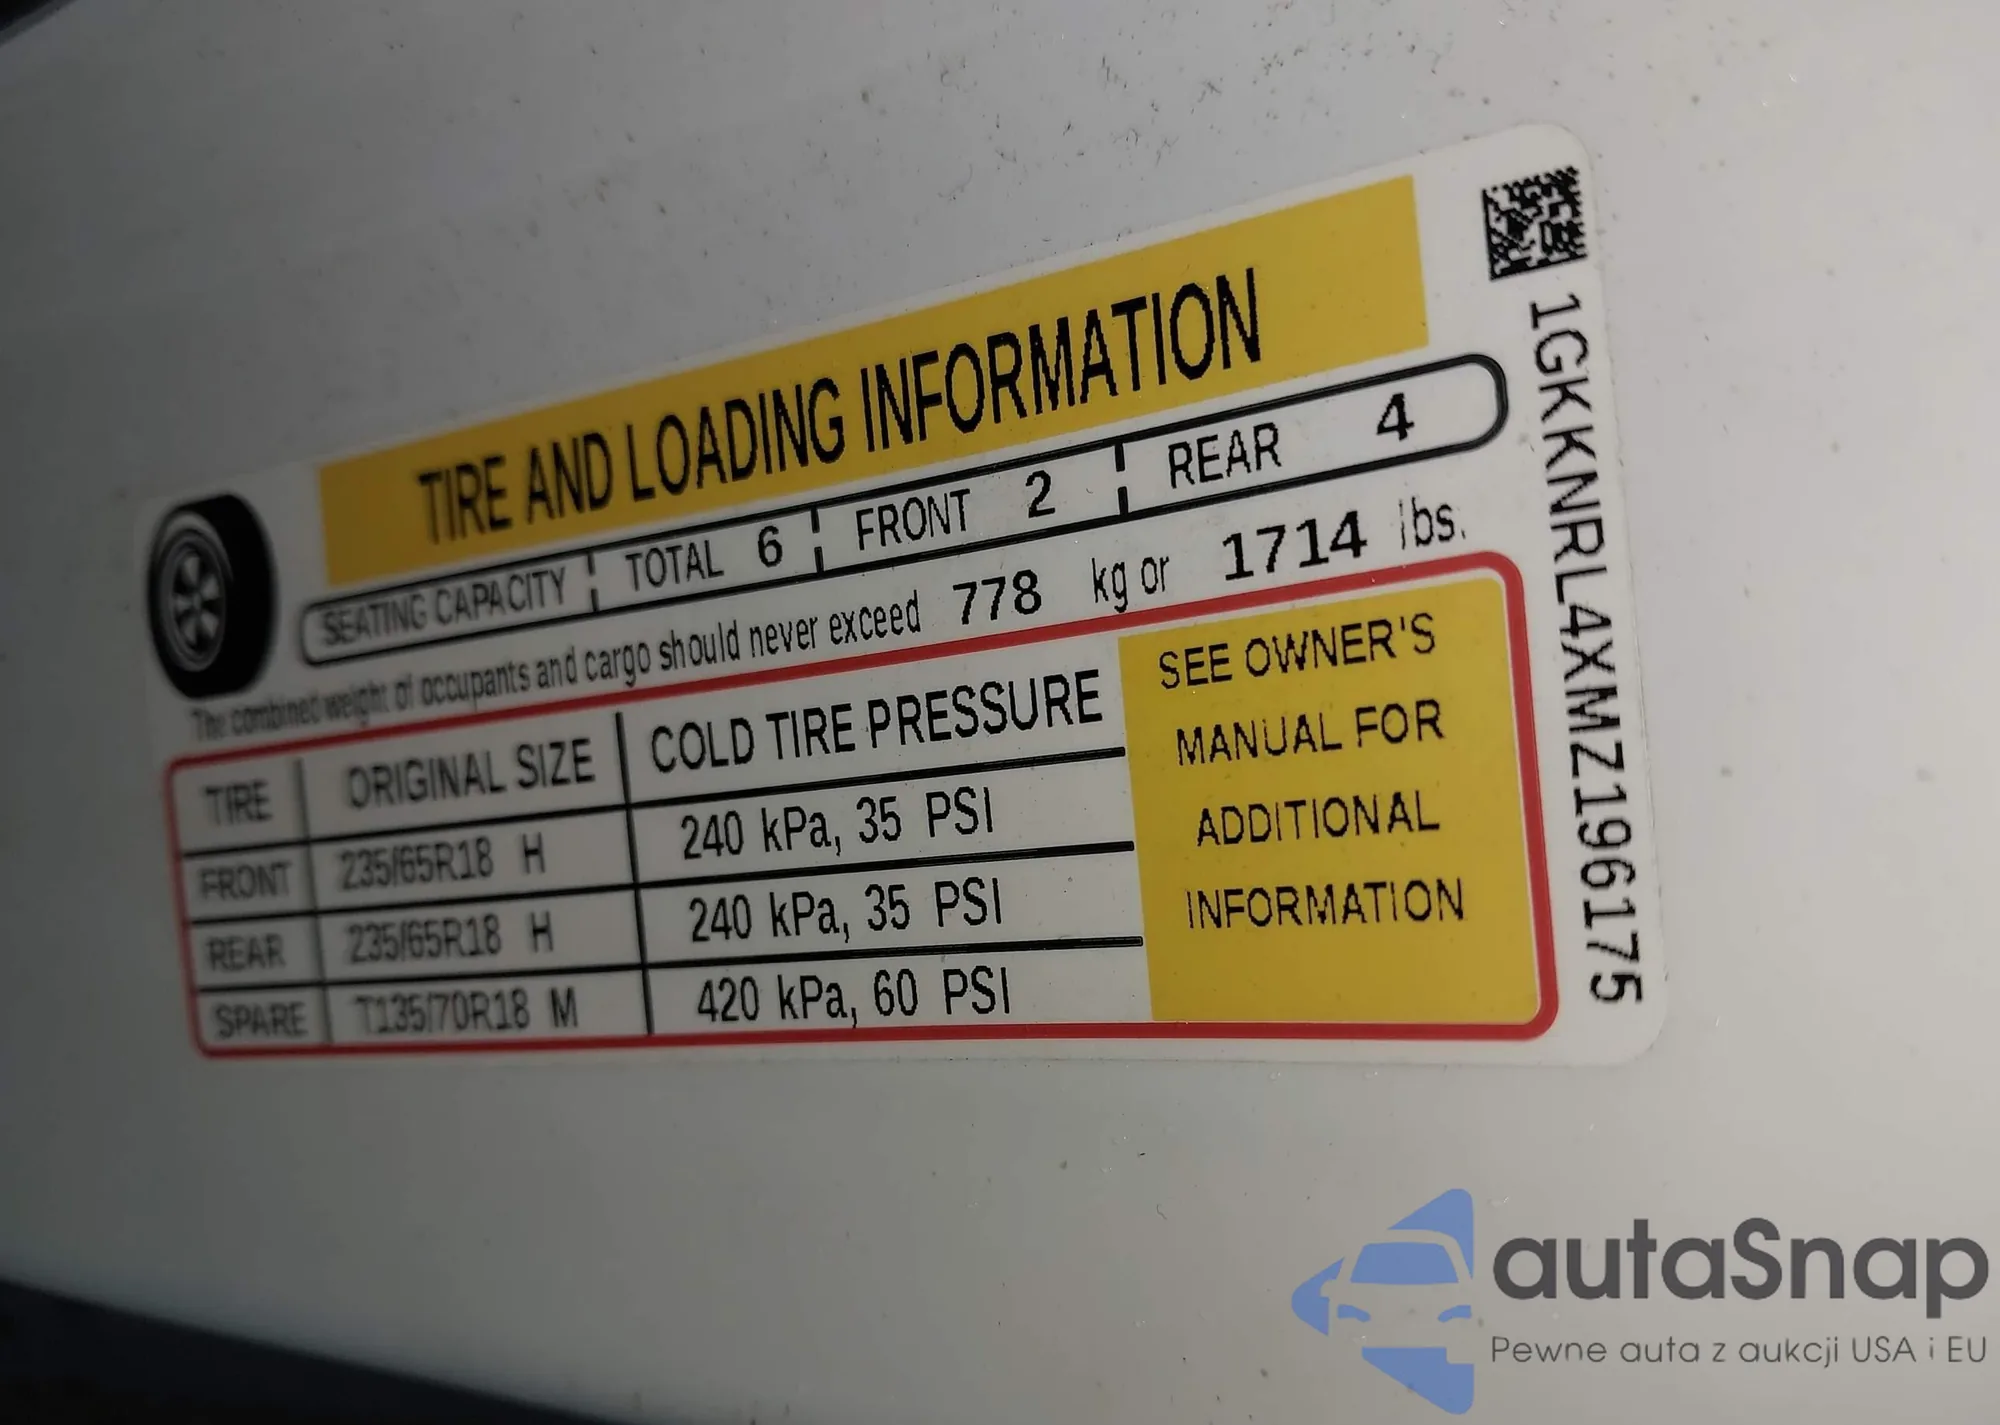 TIRE AND LOADING INFORMATION
SEATING CAPACITY TOTAL 6 FRONT 2 REAR 4
The combined weight of occupants and cargo should never exceed 778 kg or 1714 lbs.
TIRE ORIGINAL SIZE COLD TIRE PRESSURE
FRONT 235/65R18 H 240 kPa, 35 PSI
REAR 235/65R18 H 240 kPa, 35 PSI
SPARE T135/70R18 M 420 kPa, 60 PSI
SEE OWNER'S
MANUAL FOR
ADDITIONAL
INFORMATION
1GKKNRL4XMZ196175
autaSnap
Pewne auta z aukcji USA i EU